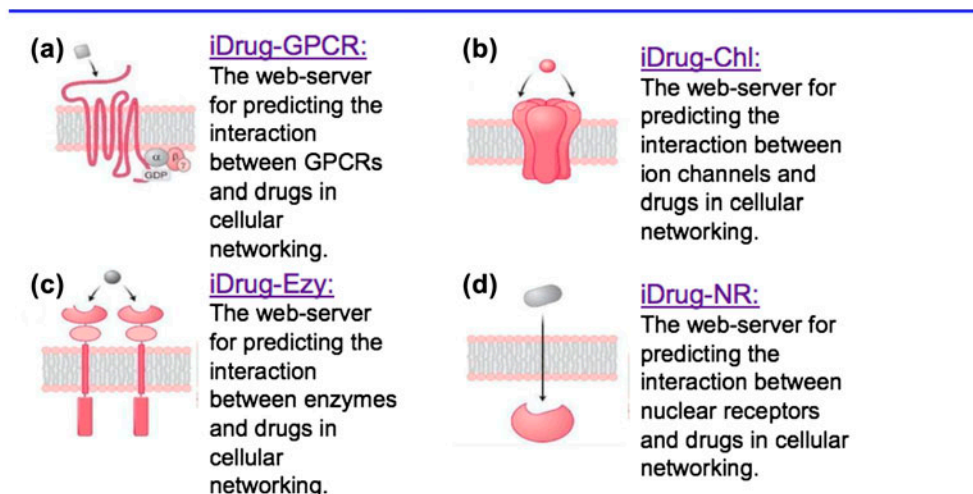 (a)
iDrug-GPCR:
The web-server
for predicting the
interaction
between GPCRs
and drugs in
cellular
networking.
α
β
γ
GDP
(b)
iDrug-Chl:
The web-server for
predicting the
interaction between
ion channels and
drugs in cellular
networking.
(c)
iDrug-Ezy:
The web-server
for predicting the
interaction
between enzymes
and drugs in
cellular
networking.
(d)
iDrug-NR:
The web-server for
predicting the
interaction between
nuclear receptors
and drugs in cellular
networking.